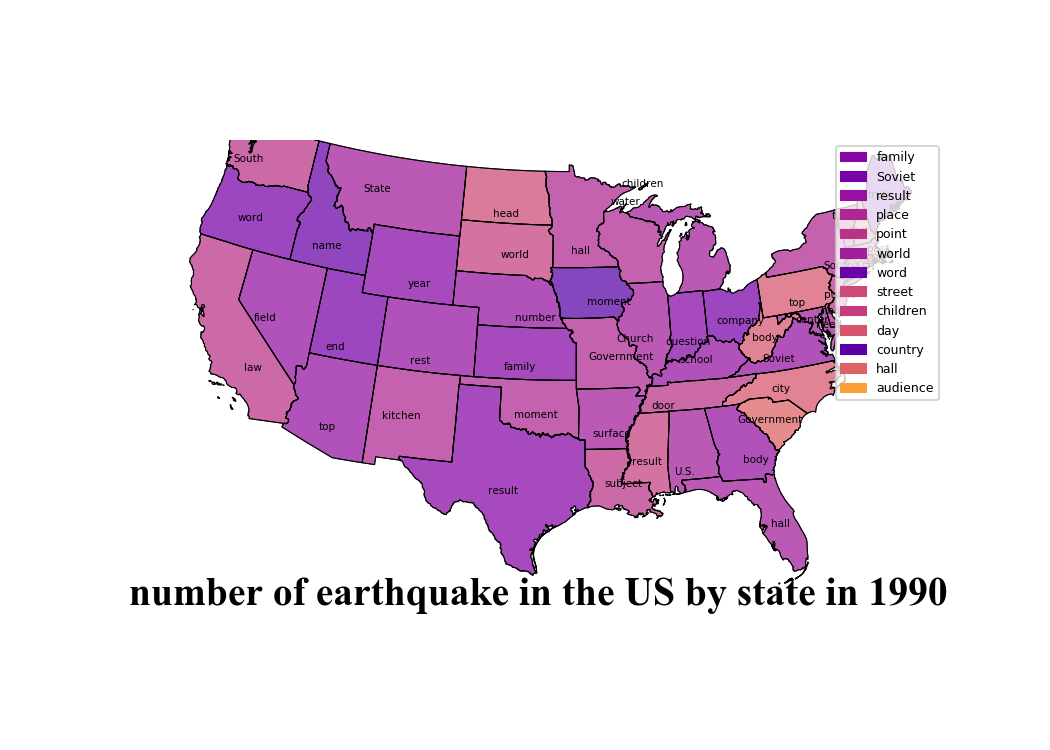 South
State
children
water
head
word
hall
name
world
year
moment
top
number
field
company
question
Church
body
Government
school
Soviet
end
rest
family
law
city
door
moment
kitchen
Government
top
surface
body
result
U.S.
subject
result
hall
family
Soviet
result
place
point
world
word
street
children
day
country
hall
audience
number of earthquake in the US by state in 1990